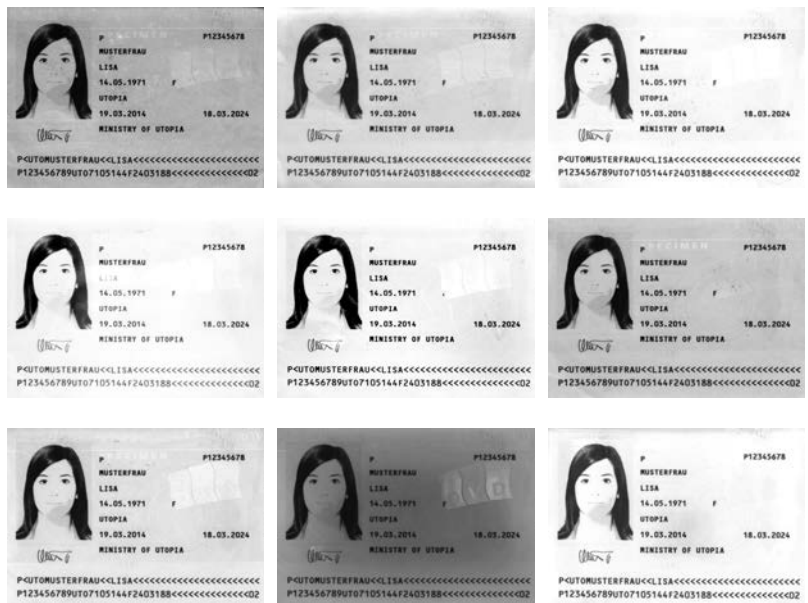 SPECIMEN
P P12345678
MUSTERFRAU
LISA
14.05.1971 F
UTOPIA
19.03.2014 18.03.2024
MINISTRY OF UTOPIA
P<UTOMUSTERFRAU<<LISA<<<<<<<<<<<<<<<<<<<<<<<
P123456789UTO7105144F2403188<<<<<<<<<<<<<<02
P P12345678
MUSTERFRAU
LISA
14.05.1971 F
UTOPIA
19.03.2014 18.03.2024
MINISTRY OF UTOPIA
P<UTOMUSTERFRAU<<LISA<<<<<<<<<<<<<<<<<<<<<<<
P123456789UTO7105144F2403188<<<<<<<<<<<<<<02
P P12345678
MUSTERFRAU
LISA
14.05.1971 F
UTOPIA
19.03.2014 18.03.2024
MINISTRY OF UTOPIA
P<UTOMUSTERFRAU<<LISA<<<<<<<<<<<<<<<<<<<<<<<
P123456789UTO7105144F2403188<<<<<<<<<<<<<<02
P P12345678
MUSTERFRAU
LISA
14.05.1971 F
UTOPIA
19.03.2014 18.03.2024
MINISTRY OF UTOPIA
P<UTOMUSTERFRAU<<LISA<<<<<<<<<<<<<<<<<<<<<<<
P123456789UTO7105144F2403188<<<<<<<<<<<<<<02
P P12345678
MUSTERFRAU
LISA
14.05.1971
UTOPIA
19.03.2014 18.03.2024
MINISTRY OF UTOPIA
P<UTOMUSTERFRAU<<LISA<<<<<<<<<<<<<<<<<<<<<<<
P123456789UTO7105144F2403188<<<<<<<<<<<<<<02
SPECIMEN
P P12345678
MUSTERFRAU
LISA
14.05.1971 F
UTOPIA
19.03.2014 18.03.2024
MINISTRY OF UTOPIA
P<UTOMUSTERFRAU<<LISA<<<<<<<<<<<<<<<<<<<<<<<
P123456789UTO7105144F2403188<<<<<<<<<<<<<<02
SPECIMEN
P P12345678
MUSTERFRAU
LISA
14.05.1971 F
UTOPIA
19.03.2014 18.03.2024
MINISTRY OF UTOPIA
P<UTOMUSTERFRAU<<LISA<<<<<<<<<<<<<<<<<<<<<<<
P123456789UTO7105144F2403188<<<<<<<<<<<<<<02
P P12345678
MUSTERFRAU
LISA
OVD
14.05.1971 F
UTOPIA
19.03.2014 18.03.2024
MINISTRY OF UTOPIA
P<UTOMUSTERFRAU<<LISA<<<<<<<<<<<<<<<<<<<<<<<
P123456789UTO7105144F2403188<<<<<<<<<<<<<<02
P P12345678
MUSTERFRAU
LISA
14.05.1971 F
UTOPIA
19.03.2014 18.03.2024
MINISTRY OF UTOPIA
P<UTOMUSTERFRAU<<LISA<<<<<<<<<<<<<<<<<<<<<<<
P123456789UTO7105144F2403188<<<<<<<<<<<<<<02